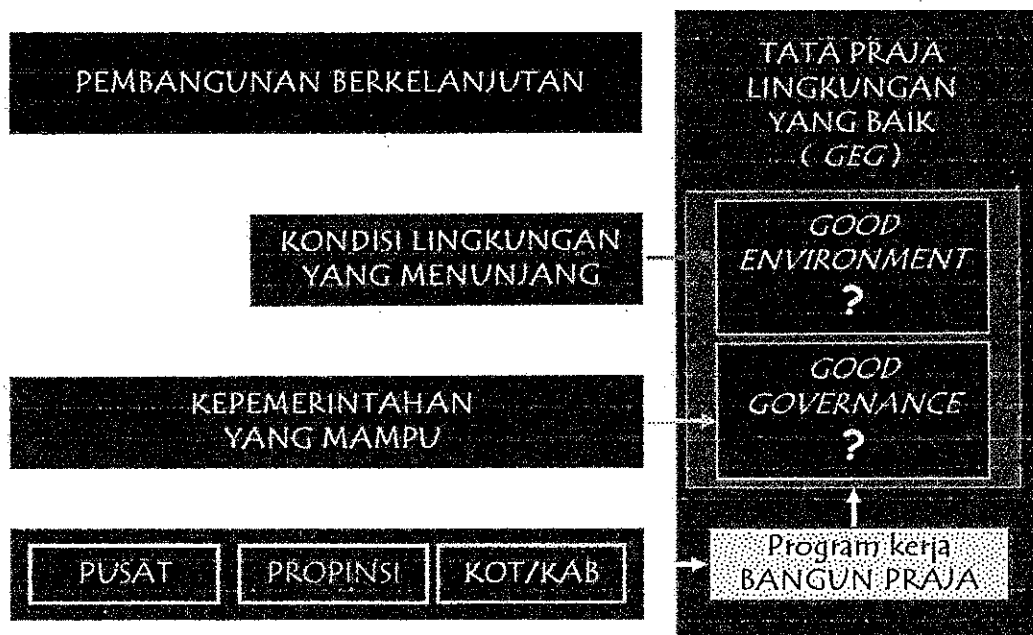 PEMBANGUNAN BERKELANJUTAN
KONDISI LINGKUNGAN
YANG MENUNJANG
KEPEMERINTAHAN
YANG MAMPU
PUSAT
PROPINSI
KOT/KAB
TATA PRAJA
LINGKUNGAN
YANG BAIK
( GEG )
GOOD
ENVIRONMENT
?
GOOD
GOVERNANCE
?
Program kerja
BANGUN PRAJA